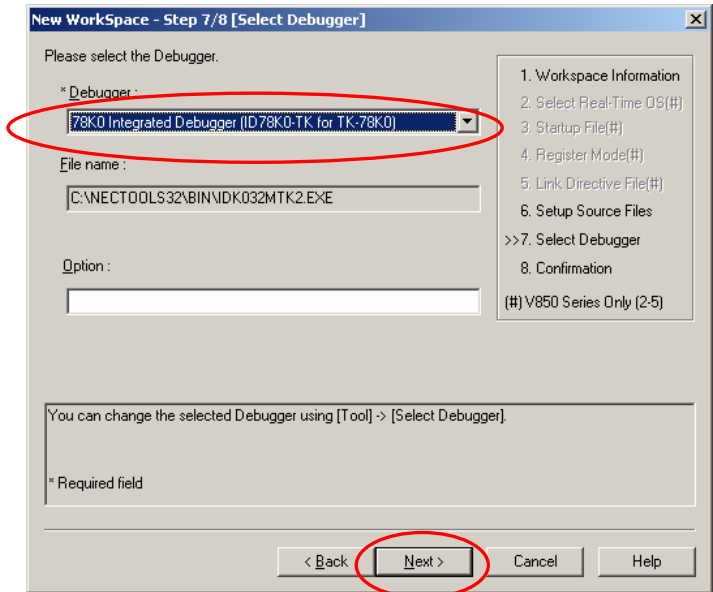 New WorkSpace - Step 7/8 [Select Debugger]
Please select the Debugger.
* Debugger :
78K0 Integrated Debugger (ID78K0-TK for TK-78K0)
File name :
C:\NECTOOLS32\BIN\IDK032MTK2.EXE
Option :
1. Workspace Information
2. Select Real-Time OS(#)
3. Startup File(#)
4. Register Mode(#)
5. Link Directive File(#)
6. Setup Source Files
>>7. Select Debugger
8. Confirmation
(#) V850 Series Only (2-5)
You can change the selected Debugger using [Tool] -> [Select Debugger].
* Required field
< Back
Next >
Cancel
Help